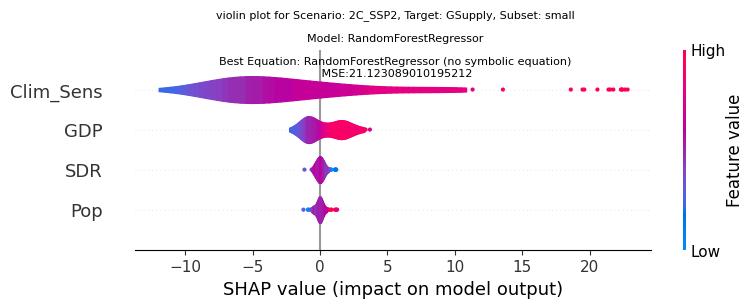 violin plot for Scenario: 2C_SSP2, Target: GSupply, Subset: small
Model: RandomForestRegressor
Best Equation: RandomForestRegressor (no symbolic equation)
MSE:21.123089010195212
High
Clim_Sens
GDP
SDR
Pop
Feature value
Low
−10 −5 0 5 10 15 20
SHAP value (impact on model output)